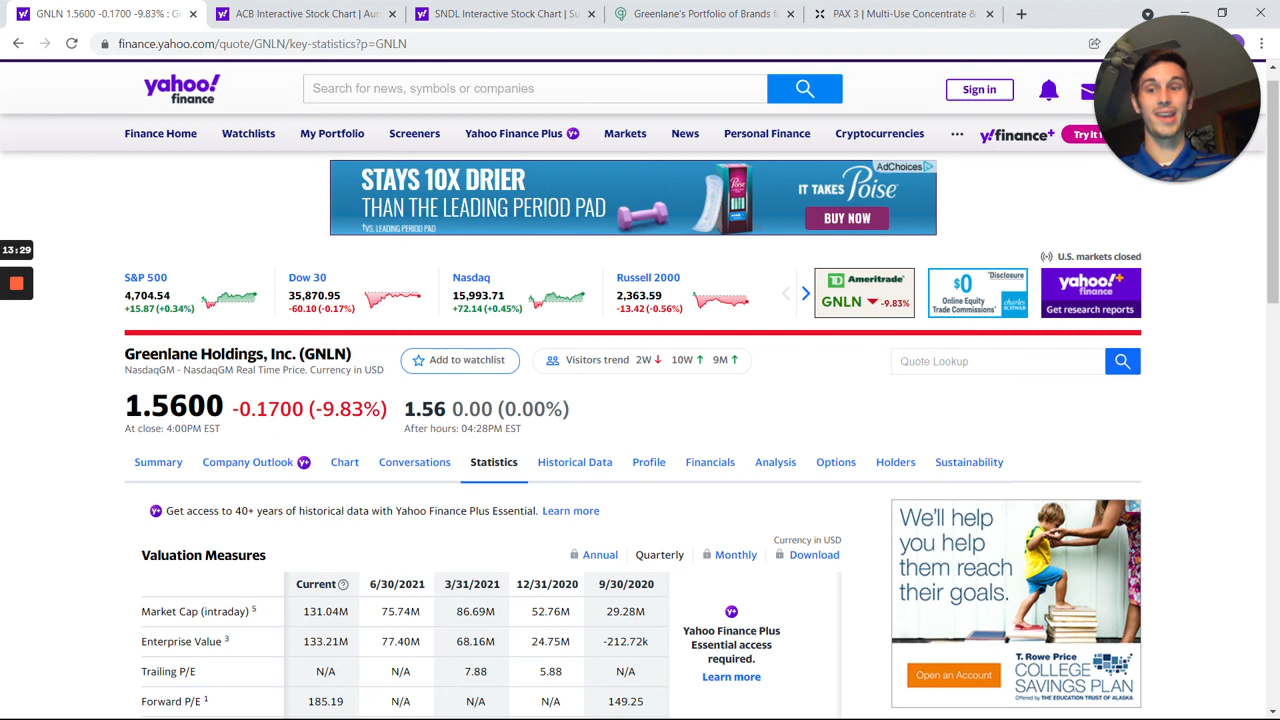 GNLN 1.5600 -0.1700 -9.83% : G
ACB Interactive Stock Chart | Aur
SNDL Interactive Stock Chart | Su
Greenlane's Portfolio of Brands fo
PAX 3 | Multi-Use Concentrate &
finance.yahoo.com/quote/GNLN/key-statistics?p=GNLN
yahoo! finance
Search for news, symbols or companies
Sign in
Finance Home Watchlists My Portfolio Screeners Yahoo Finance Plus Markets News Personal Finance Cryptocurrencies ... y!finance+ Try it f
STAYS 10X DRIER
THAN THE LEADING PERIOD PAD
†VS. LEADING PERIOD PAD
IT TAKES Poise
BUY NOW
AdChoices
13:29
U.S. markets closed
S&P 500
4,704.54
+15.87 (+0.34%)
Dow 30
35,870.95
-60.10 (-0.17%)
Nasdaq
15,993.71
+72.14 (+0.45%)
Russell 2000
2,363.59
-13.42 (-0.56%)
TD Ameritrade
GNLN -9.83%
$0
*Disclosure
Online Equity
Trade Commissions*
charles SCHWAB
yahoo!+
finance
Get research reports
Greenlane Holdings, Inc. (GNLN)
NasdaqGM - NasdaqGM Real Time Price. Currency in USD
Add to watchlist
Visitors trend 2W 10W 9M
Quote Lookup
1.5600 -0.1700 (-9.83%)
At close: 4:00PM EST
1.56 0.00 (0.00%)
After hours: 04:28PM EST
Summary Company Outlook Chart Conversations Statistics Historical Data Profile Financials Analysis Options Holders Sustainability
Get access to 40+ years of historical data with Yahoo Finance Plus Essential. Learn more
Currency in USD
Valuation Measures
Annual Quarterly Monthly Download
Current 6/30/2021 3/31/2021 12/31/2020 9/30/2020
Market Cap (intraday) 5 131.04M 75.74M 86.69M 52.76M 29.28M
Enterprise Value 3 133.21M 0M 68.16M 24.75M -212.72k
Trailing P/E N/A N/A 7.88 5.88 N/A
Forward P/E 1 185.19 N/A N/A N/A 149.25
Yahoo Finance Plus
Essential access
required.
Learn more
We'll help
you help
them reach
their goals.
Open an Account
T. ROWE PRICE
COLLEGE
SAVINGS PLAN
Offered by THE EDUCATION TRUST OF ALASKA